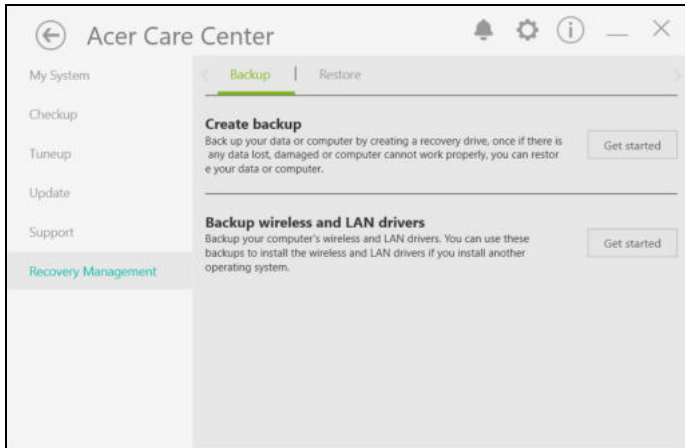 Acer Care Center
My System
Checkup
Tuneup
Update
Support
Recovery Management
Backup | Restore
Create backup
Back up your data or computer by creating a recovery drive, once if there is
any data lost, damaged or computer cannot work properly, you can restor
e your data or computer.
Get started
Backup wireless and LAN drivers
Backup your computer's wireless and LAN drivers. You can use these
backups to install the wireless and LAN drivers if you install another
operating system.
Get started